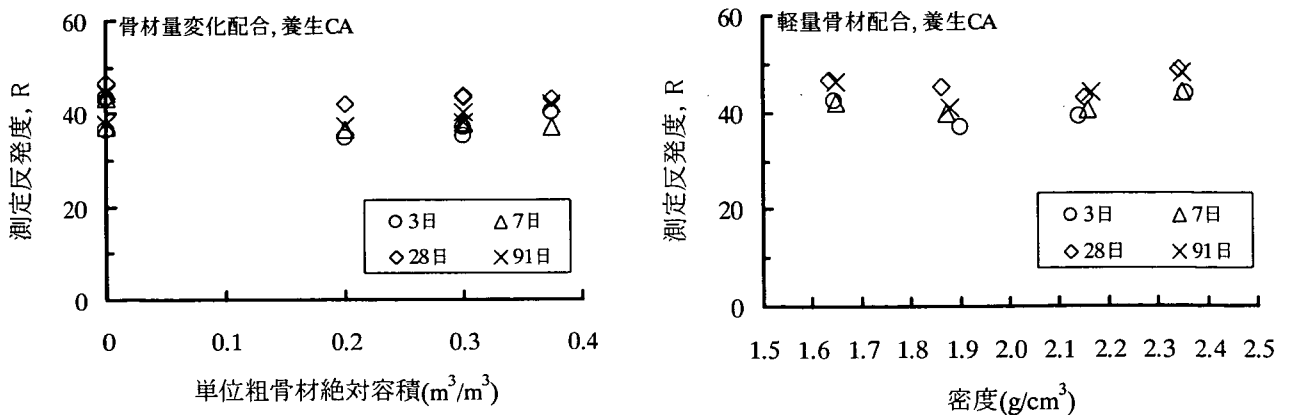 骨材量変化配合, 養生CA
測定反発度, R
60
40
20
0
○ 3日 △ 7日
◇ 28日 × 91日
0 0.1 0.2 0.3 0.4
単位粗骨材絶対容積(m³/m³)
軽量骨材配合, 養生CA
測定反発度, R
60
40
20
0
○ 3日 △ 7日
◇ 28日 × 91日
1.5 1.6 1.7 1.8 1.9 2.0 2.1 2.2 2.3 2.4 2.5
密度(g/cm³)